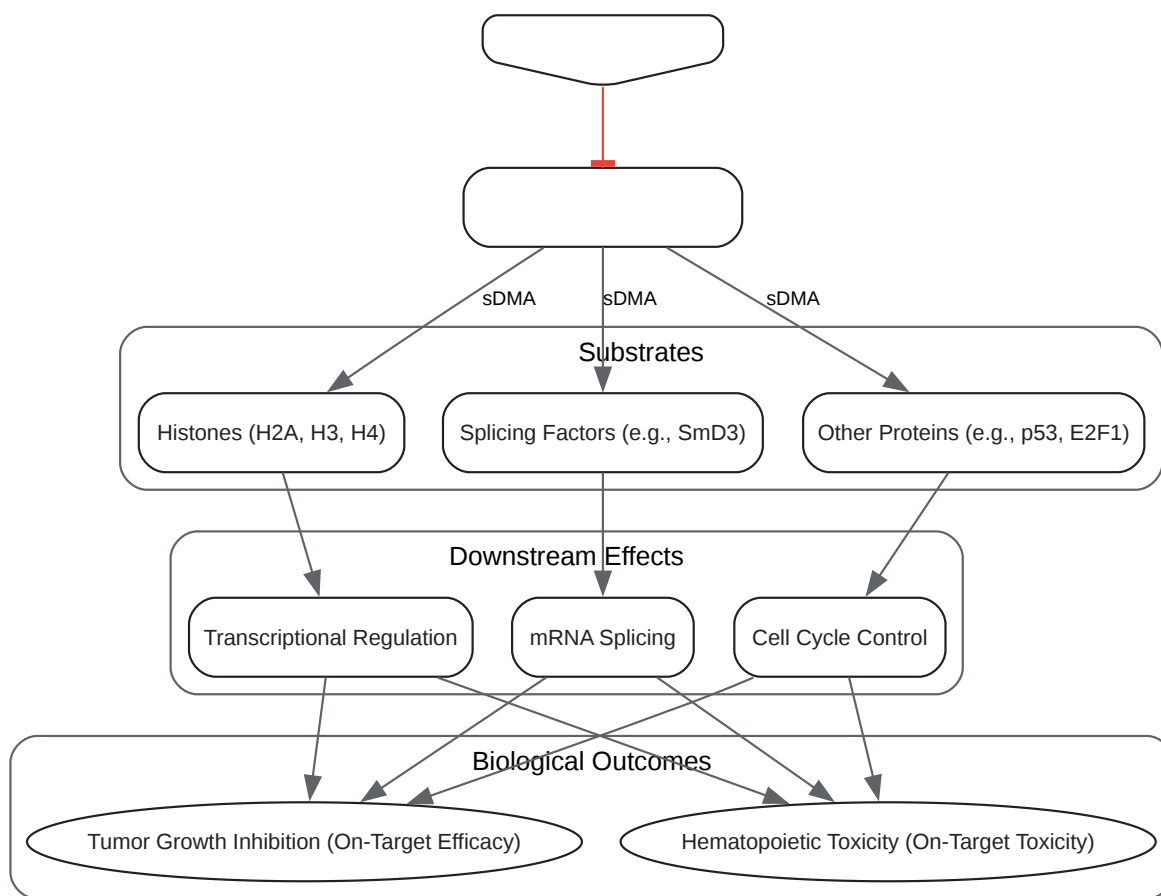 sDMA
sDMA
sDMA
Substrates
Histones (H2A, H3, H4)
Splicing Factors (e.g., SmD3)
Other Proteins (e.g., p53, E2F1)
Downstream Effects
Transcriptional Regulation
mRNA Splicing
Cell Cycle Control
Biological Outcomes
Tumor Growth Inhibition (On-Target Efficacy)
Hematopoietic Toxicity (On-Target Toxicity)